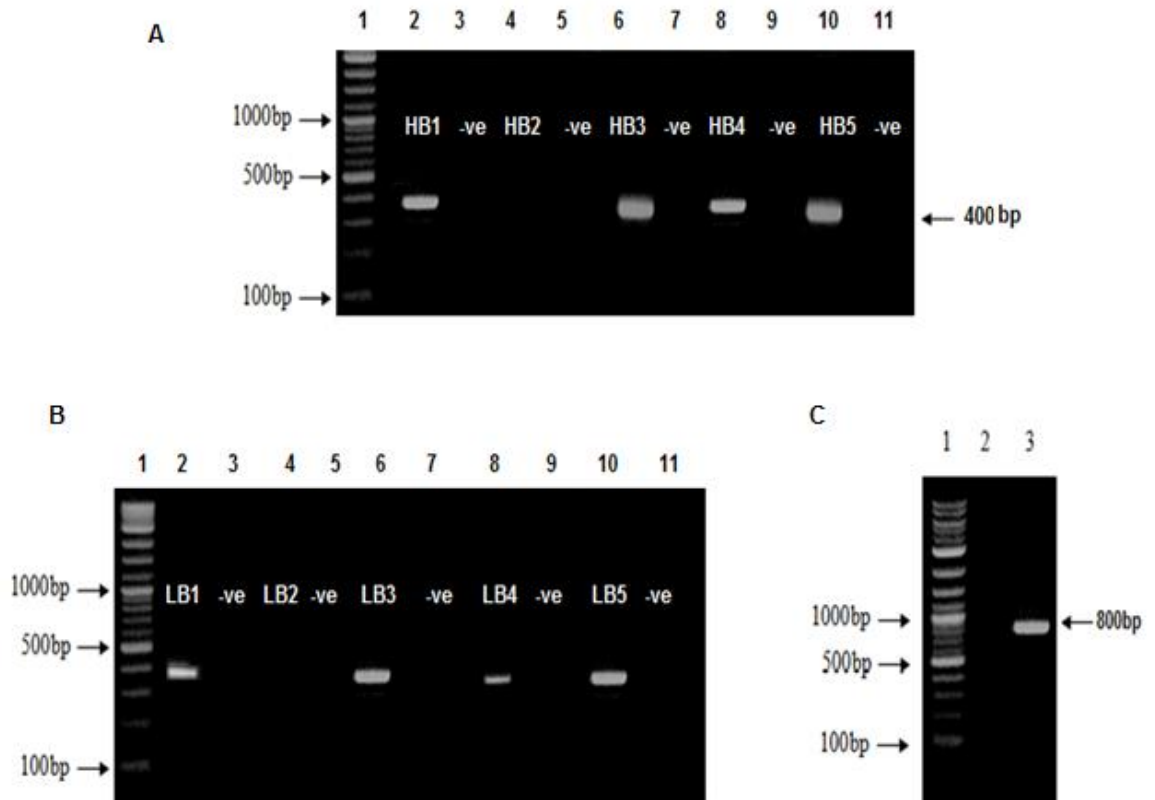 A
1 2 3 4 5 6 7 8 9 10 11
1000bp
HB1 -ve HB2 -ve HB3 -ve HB4 -ve HB5 -ve
500bp
400 bp
100bp
B
1 2 3 4 5 6 7 8 9 10 11
1000bp
LB1 -ve LB2 -ve LB3 -ve LB4 -ve LB5 -ve
500bp
100bp
C
1 2 3
1000bp
800bp
500bp
100bp